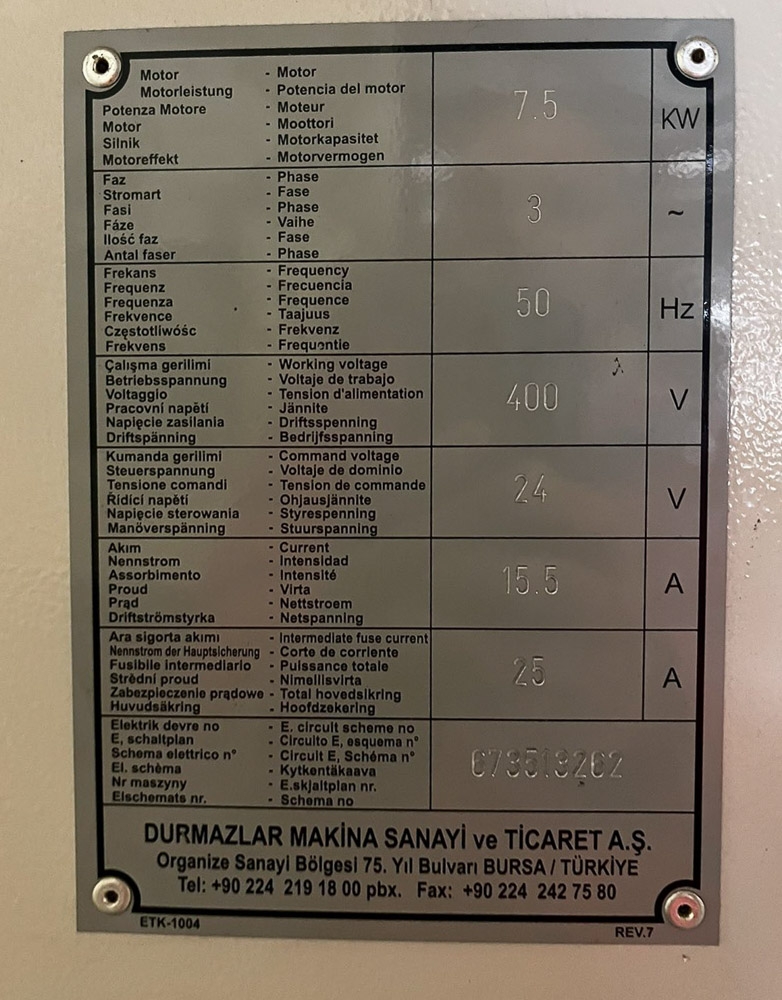 Motor - Motor
Motorleistung - Potencia del motor
Potenza Motore - Moteur
Motor - Moottori
Silnik - Motorkapasitet
Motoreffekt - Motorvermogen
7.5 KW
Faz - Phase
Stromart - Fase
Fasi - Phase
Fáze - Vaihe
Ilość faz - Fase
Antal faser - Phase
3 ~
Frekans - Frequency
Frequenz - Frecuencia
Frequenza - Frequence
Frekvence - Taajuus
Częstotliwóśc - Frekvenz
Frekvens - Frequentie
50 Hz
Çalışma gerilimi - Working voltage
Betriebsspannung - Voltaje de trabajo
Voltaggio - Tension d'alimentation
Pracovní napětí - Jännite
Napięcie zasilania - Driftsspenning
Driftspänning - Bedrijfsspanning
400 V
Kumanda gerilimi - Command voltage
Steuerspannung - Voltaje de dominio
Tensione comandi - Tension de commande
Řídicí napěti - Ohjausjännite
Napięcie sterowania - Styrespenning
Manöverspänning - Stuurspanning
24 V
Akım - Current
Nennstrom - Intensidad
Assorbimento - Intensité
Proud - Virta
Prąd - Nettstroem
Driftströmstyrka - Netspanning
15.5 A
Ara sigorta akımı - Intermediate fuse current
Nennstrom der Hauptsicherung - Corte de corriente
Fusibile intermediario - Puissance totale
Strědni proud - Nimellisvirta
Zabezpieczenie prądowe - Total hovedsikring
Huvudsäkring - Hoofdzekering
25 A
Elektrik devre no - E. circuit scheme no
E, schaltplan - Circuito E, esquema n°
Schema elettrico n° - Circuit E, Schéma n°
El. schèma - Kytkentäkaava
Nr maszyny - E.skjaltplan nr.
Elschemats nr. - Schema no
673513262
DURMAZLAR MAKİNA SANAYİ ve TİCARET A.Ş.
Organize Sanayi Bölgesi 75. Yıl Bulvarı BURSA / TÜRKİYE
Tel: +90 224 219 18 00 pbx. Fax: +90 224 242 75 80
ETK-1004 REV.7